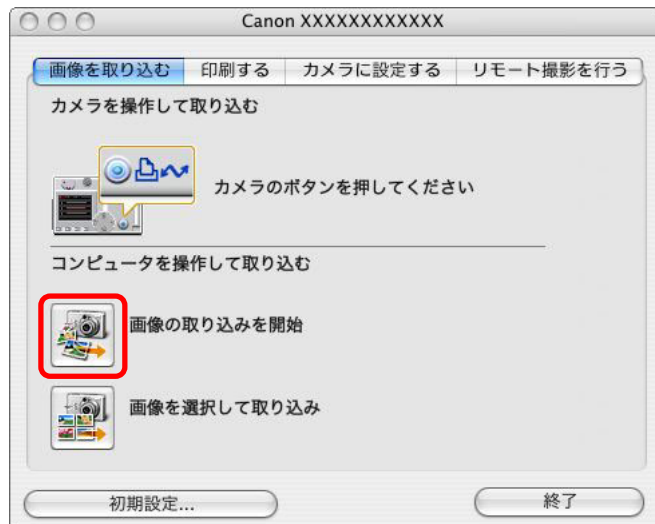 Canon XXXXXXXXXXXX
画像を取り込む 印刷する カメラに設定する リモート撮影を行う
カメラを操作して取り込む
カメラのボタンを押してください
コンピュータを操作して取り込む
画像の取り込みを開始
画像を選択して取り込み
初期設定... 終了